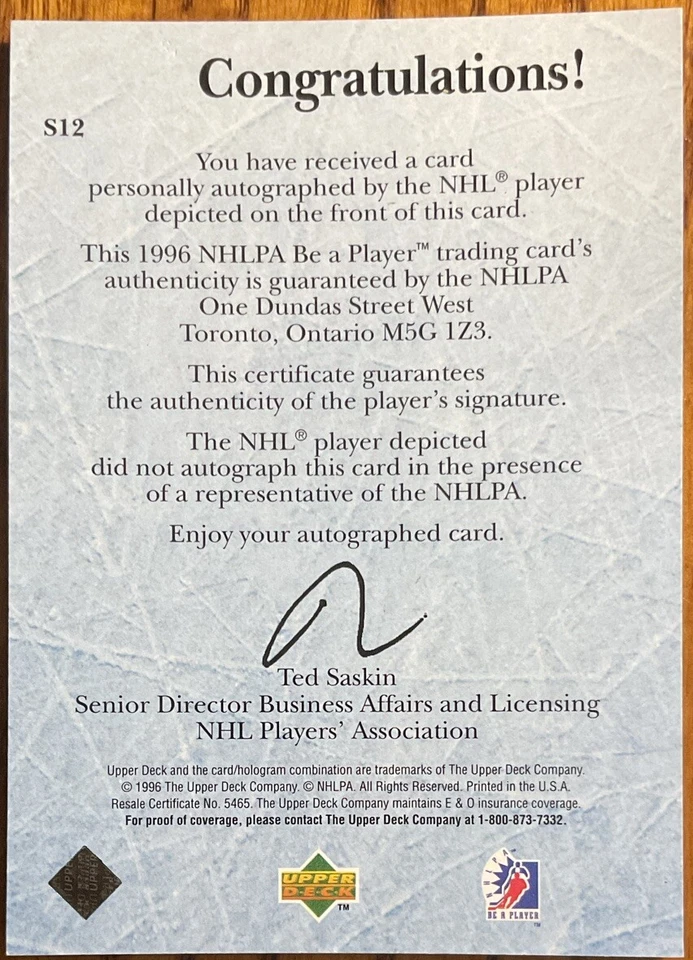 Congratulations!
S12
You have received a card
personally autographed by the NHL® player
depicted on the front of this card.
This 1996 NHLPA Be a Player™ trading card's
authenticity is guaranteed by the NHLPA
One Dundas Street West
Toronto, Ontario M5G 1Z3.
This certificate guarantees
the authenticity of the player's signature.
The NHL® player depicted
did not autograph this card in the presence
of a representative of the NHLPA.
Enjoy your autographed card.
Ted Saskin
Senior Director Business Affairs and Licensing
NHL Players' Association
Upper Deck and the card/hologram combination are trademarks of The Upper Deck Company.
© 1996 The Upper Deck Company. © NHLPA. All Rights Reserved. Printed in the U.S.A.
Resale Certificate No. 5465. The Upper Deck Company maintains E & O insurance coverage.
For proof of coverage, please contact The Upper Deck Company at 1-800-873-7332.
UPPER
DECK
TM
NHLPA
BE A PLAYER
TM